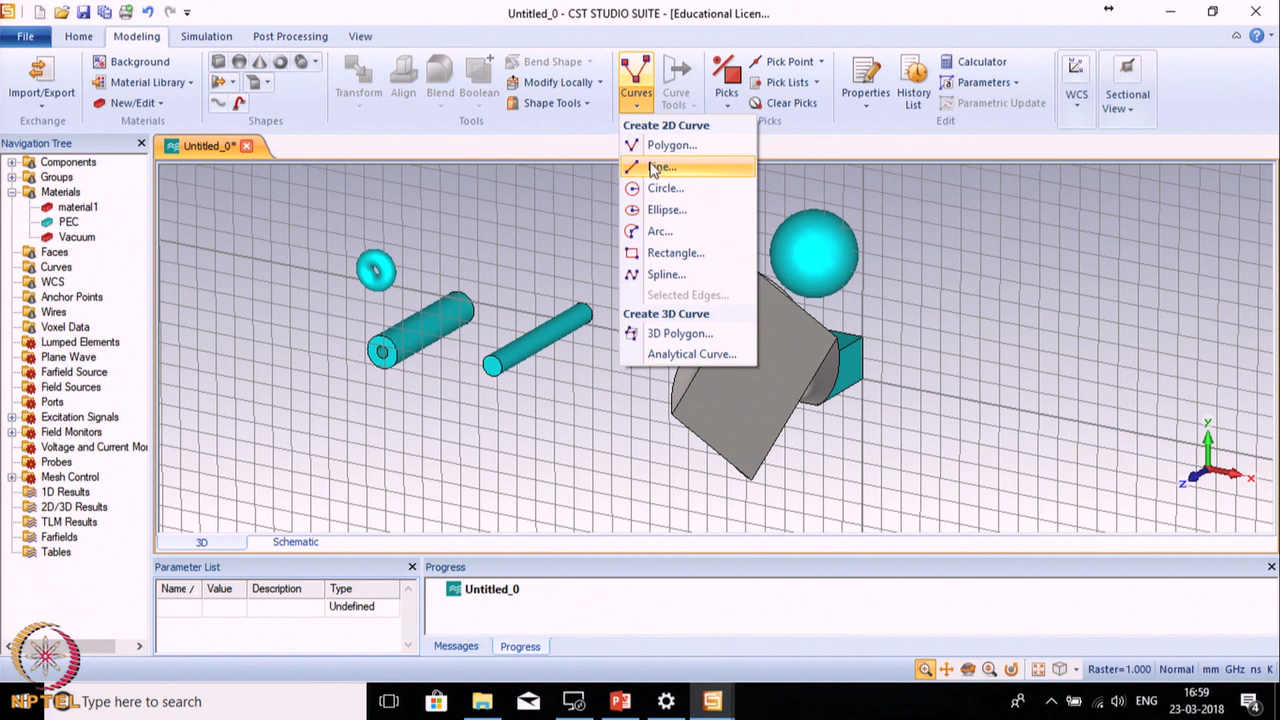 Untitled_0 - CST STUDIO SUITE - [Educational Licen...
File Home Modeling Simulation Post Processing View
Import/Export
Exchange
Background
Material Library
New/Edit
Materials
Shapes
Transform Align Blend Boolean
Bend Shape
Modify Locally
Shape Tools
Tools
Curves
Curve Tools
Picks
Pick Point
Pick Lists
Clear Picks
Picks
Properties
History List
Calculator
Parameters
Parametric Update
Edit
WCS
Sectional View
Create 2D Curve
Polygon...
Circle...
Ellipse...
Arc...
Rectangle...
Spline...
Selected Edges...
Create 3D Curve
3D Polygon...
Analytical Curve...
Navigation Tree
Untitled_0*
Components
Groups
Materials
material1
PEC
Vacuum
Faces
Curves
WCS
Anchor Points
Wires
Voxel Data
Lumped Elements
Plane Wave
Farfield Source
Field Sources
Ports
Excitation Signals
Field Monitors
Voltage and Current Mo
Probes
Mesh Control
1D Results
2D/3D Results
TLM Results
Farfields
Tables
y
x
z
3D Schematic
Parameter List
Name Value Description Type
Undefined
Progress
Untitled_0
Messages Progress
Raster=1.000 Normal mm GHz ns K
NPTEL
Type here to search
ENG
16:59
23-03-2018
4